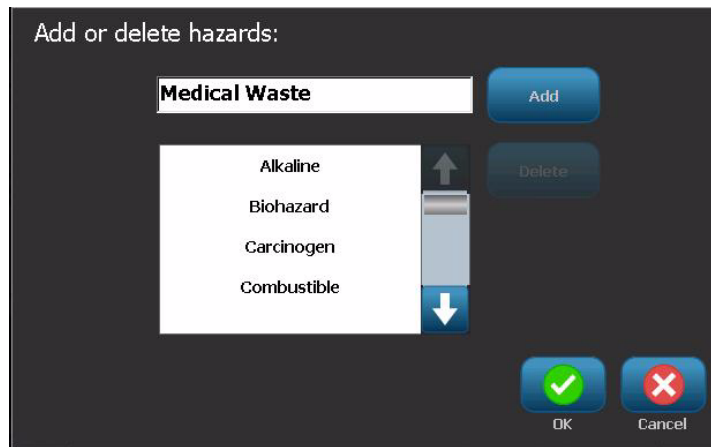 Add or delete hazards:
Medical Waste
Add
Alkaline
Delete
Biohazard
Carcinogen
Combustible
OK
Cancel